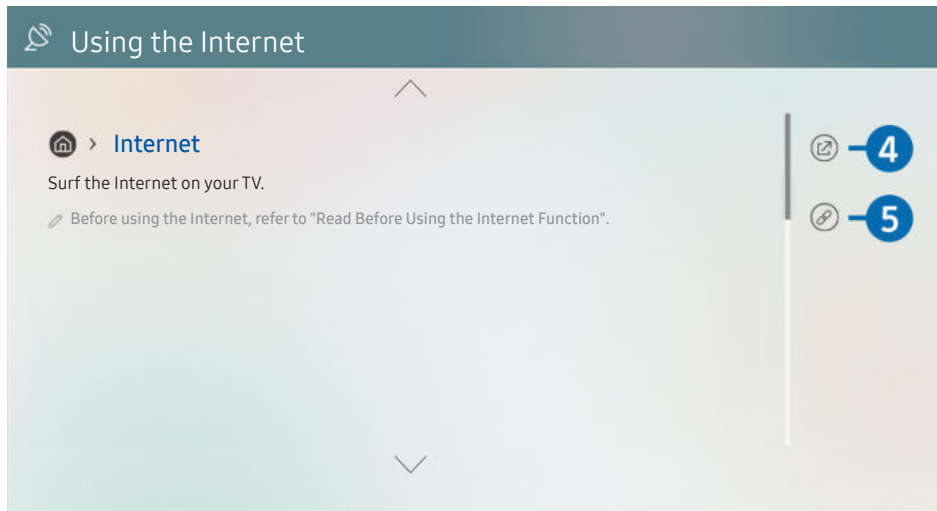 Using the Internet
> Internet
4
Surf the Internet on your TV.
5
Before using the Internet, refer to "Read Before Using the Internet Function".